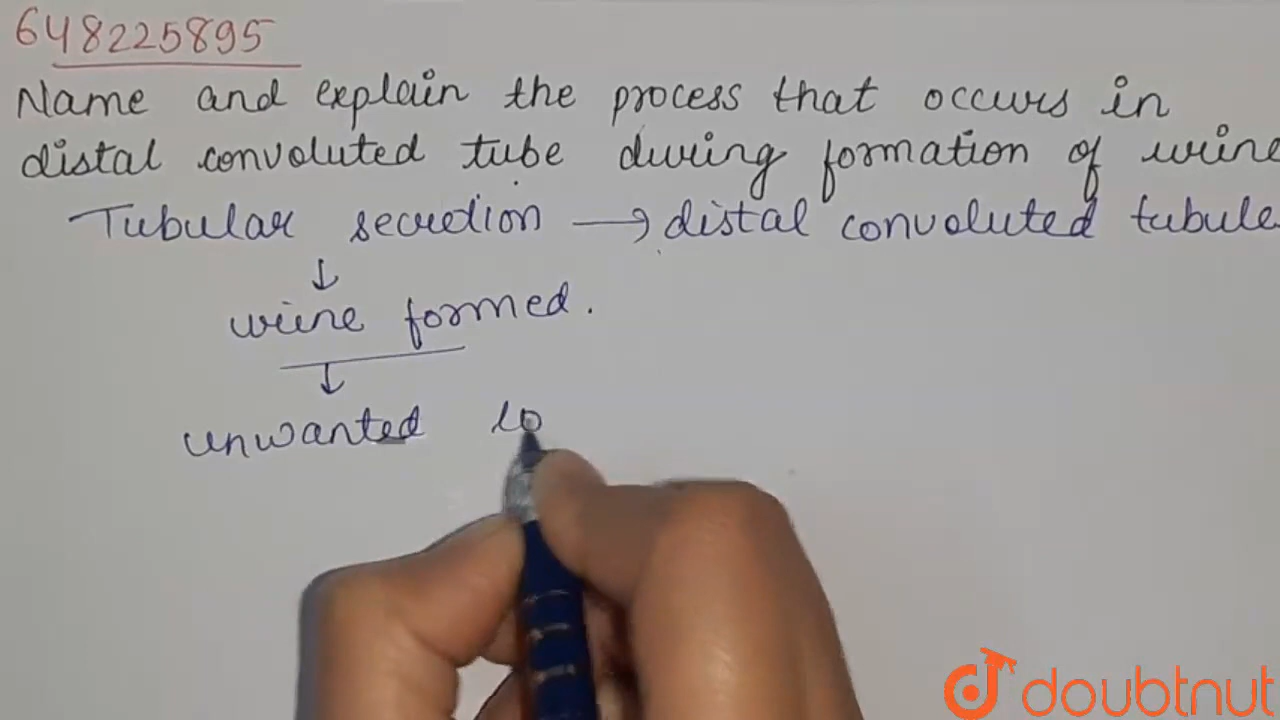 648225895
Name and explain the process that occurs in
distal convoluted tube during formation of urine
Tubular secretion → distal convoluted tubule
↓
urine formed.
↓
unwanted
doubtnut